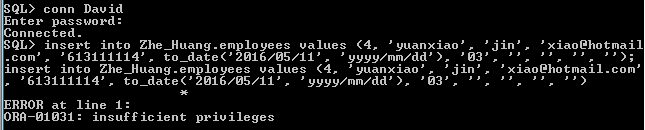 SQL> conn David
Enter password:
Connected.
SQL> insert into Zhe_Huang.employees values (4, 'yuanxiao', 'jin', 'xiao@hotmail
.com', '613111114', to_date('2016/05/11', 'yyyy/mm/dd'), '03', '', '', '', '');
insert into Zhe_Huang.employees values (4, 'yuanxiao', 'jin', 'xiao@hotmail.com'
, '613111114', to_date('2016/05/11', 'yyyy/mm/dd'), '03', '', '', '', '')
*
ERROR at line 1:
ORA-01031: insufficient privileges